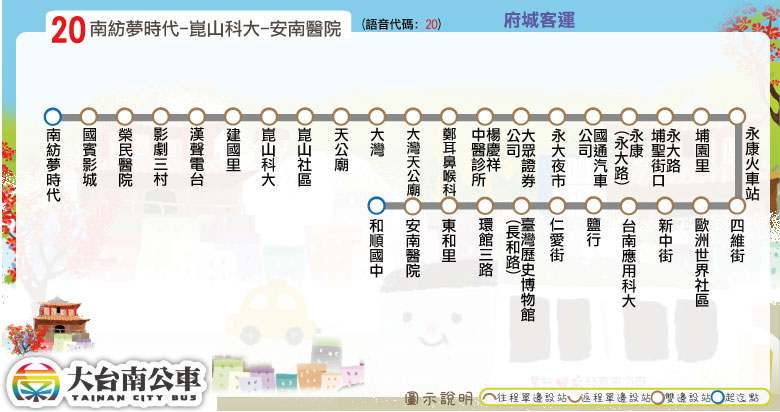 20 南紡夢時代-崑山科大-安南醫院 (語音代碼: 20) 府城客運
南紡夢時代
國賓影城
榮民醫院
影劇三村
漢聲電台
建國里
崑山科大
崑山社區
天公廟
大灣
大灣天公廟
鄭耳鼻喉科
楊慶祥
中醫診所
大眾證券
公司
永大夜市
國通汽車
公司
永康
(永大路)
永大路
埔聖街口
埔園里
永康火車站
四維街
歐洲世界社區
新中街
台南應用科大
鹽行
仁愛街
臺灣歷史博物館
(長和路)
環館三路
東和里
安南醫院
和順國中
大台南公車
TAINAN CITY BUS
圖示說明 往程單邊設站 返程單邊設站 雙邊設站 起迄點